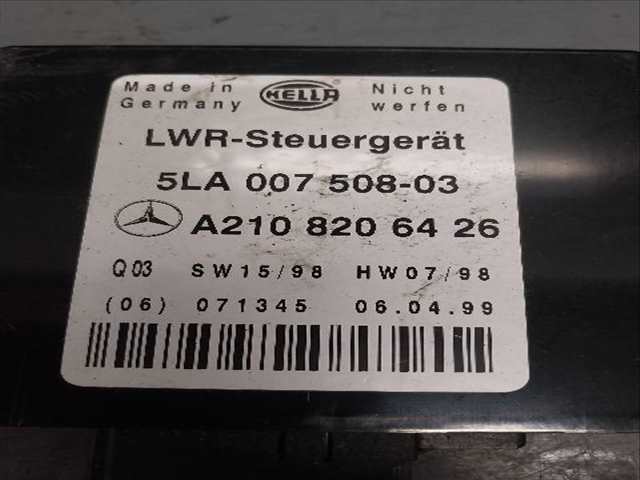 Made in Germany HELLA Nicht werfen
LWR-Steuergerät
5LA 007 508-03
A210 820 64 26
Q 03 SW15/98 HW07/98
(06) 071345 06.04.99